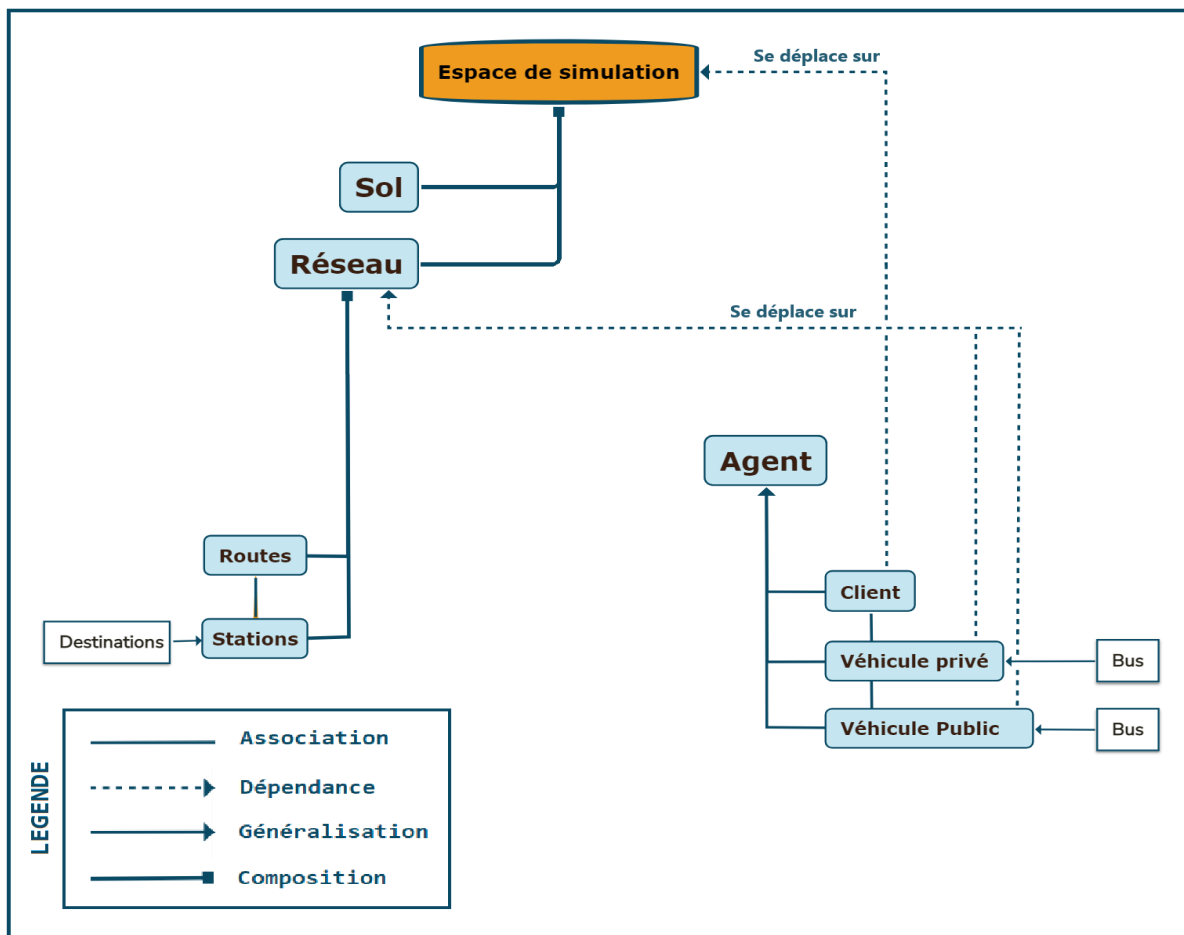 Se déplace sur
Espace de simulation
Sol
Réseau
Se déplace sur
Agent
Routes
Client
Destinations
Stations
Véhicule privé
Bus
Véhicule Public
Bus
LEGENDE
Association
Dépendance
Généralisation
Composition